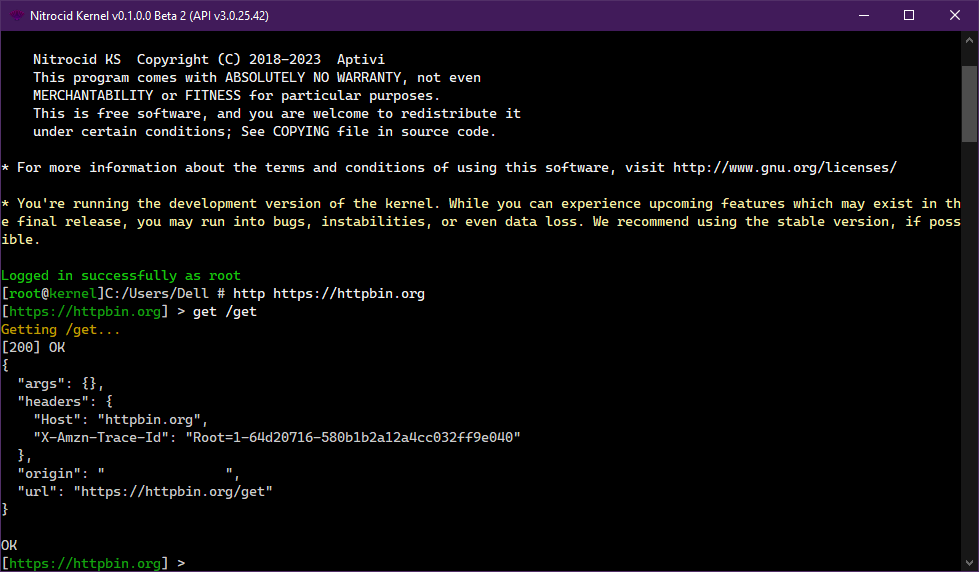 Nitrocid Kernel v0.1.0.0 Beta 2 (API v3.0.25.42)
Nitrocid KS  Copyright (C) 2018-2023  Aptivi
This program comes with ABSOLUTELY NO WARRANTY, not even
MERCHANTABILITY or FITNESS for particular purposes.
This is free software, and you are welcome to redistribute it
under certain conditions; See COPYING file in source code.
* For more information about the terms and conditions of using this software, visit http://www.gnu.org/licenses/
* You're running the development version of the kernel. While you can experience upcoming features which may exist in th
e final release, you may run into bugs, instabilities, or even data loss. We recommend using the stable version, if poss
ible.
Logged in successfully as root
[root@kernel]C:/Users/Dell # http https://httpbin.org
[https://httpbin.org] > get /get
Getting /get...
[200] OK
{
  "args": {},
  "headers": {
    "Host": "httpbin.org",
    "X-Amzn-Trace-Id": "Root=1-64d20716-580b1b2a12a4cc032ff9e040"
  },
  "origin": "               ",
  "url": "https://httpbin.org/get"
}
OK
[https://httpbin.org] >